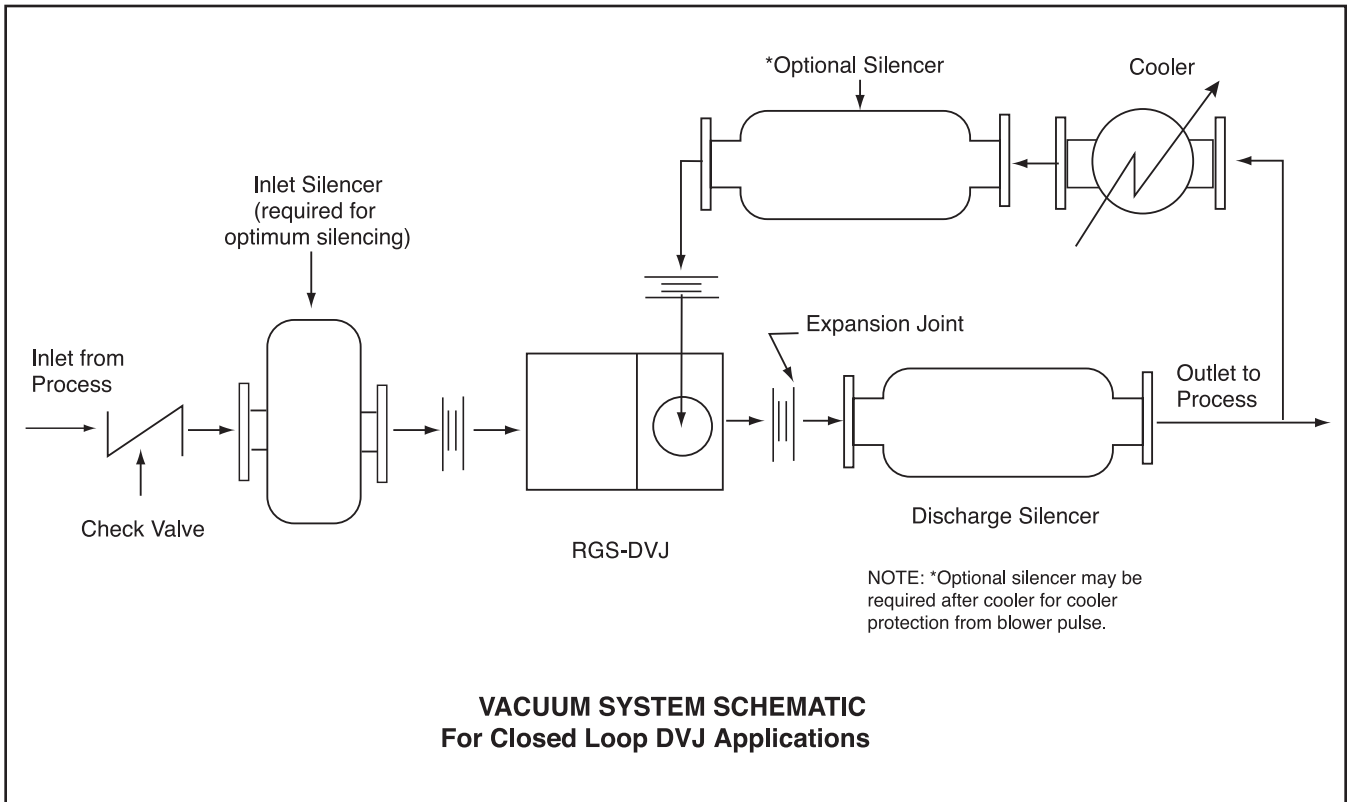 *Optional Silencer
Cooler
Inlet Silencer
(required for
optimum silencing)
Expansion Joint
Inlet from
Process
Outlet to
Process
Check Valve
Discharge Silencer
RGS-DVJ
NOTE: *Optional silencer may be
required after cooler for cooler
protection from blower pulse.
VACUUM SYSTEM SCHEMATIC
For Closed Loop DVJ Applications